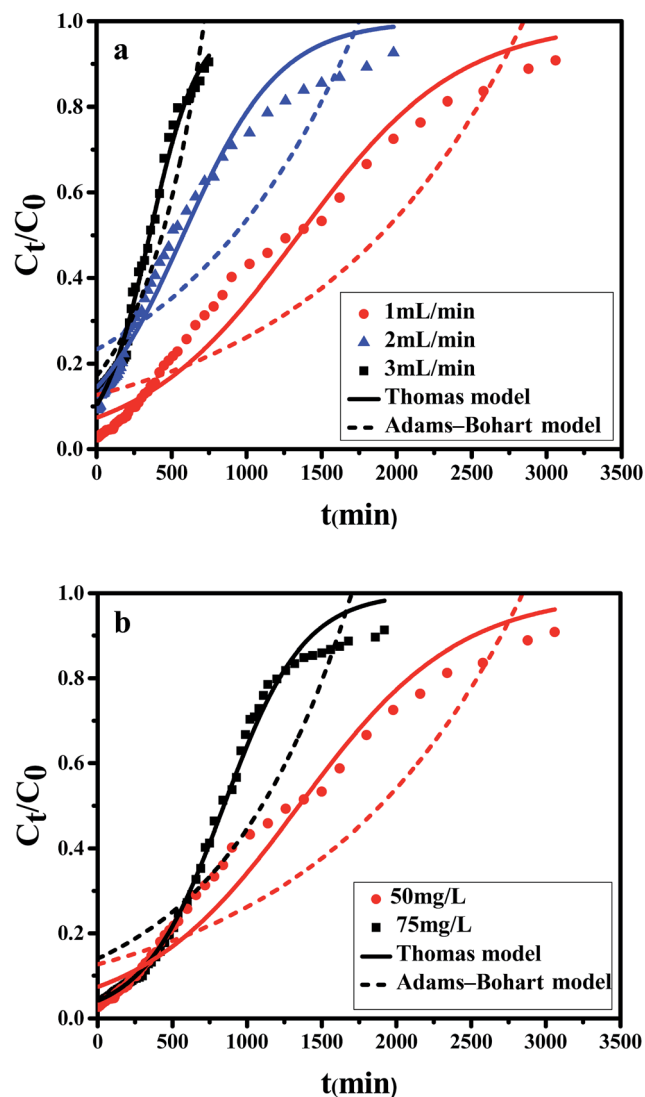 a
1.0
0.8
0.6
0.4
0.2
0.0
Ct/C0
1mL/min
2mL/min
3mL/min
Thomas model
Adams–Bohart model
0 500 1000 1500 2000 2500 3000 3500
t(min)
b
1.0
0.8
0.6
0.4
0.2
0.0
Ct/C0
50mg/L
75mg/L
Thomas model
Adams–Bohart model
0 500 1000 1500 2000 2500 3000 3500
t(min)